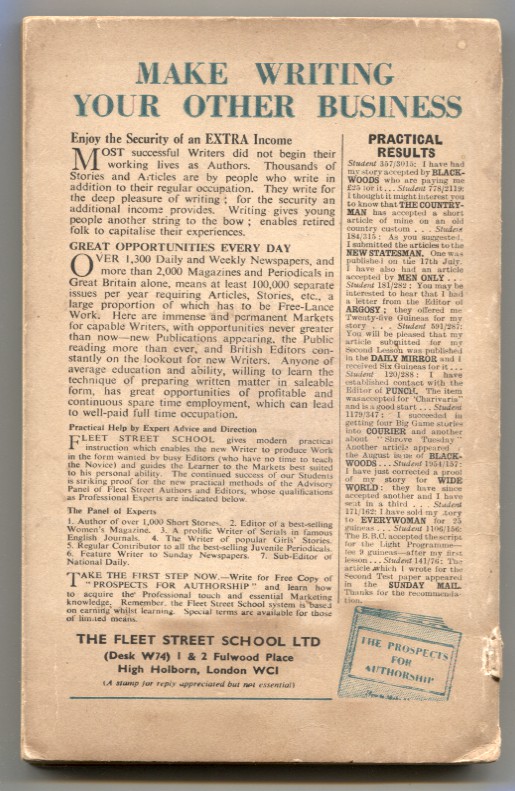 MAKE WRITING
YOUR OTHER BUSINESS
Enjoy the Security of an EXTRA Income
MOST successful Writers did not begin their
working lives as Authors. Thousands of
Stories and Articles are by people who write in
addition to their regular occupation. They write for
the deep pleasure of writing ; for the security an
additional income provides. Writing gives young
people another string to the bow ; enables retired
folk to capitalise their experiences.
GREAT OPPORTUNITIES EVERY DAY
OVER 1,300 Daily and Weekly Newspapers, and
more than 2,000 Magazines and Periodicals in
Great Britain alone, means at least 100,000 separate
issues per year requiring Articles, Stories, etc., a
large proportion of which has to be Free-Lance
Work. Here are immense and permanent Markets
for capable Writers, with opportunities never greater
than now—new Publications appearing, the Public
reading more than ever, and British Editors con-
stantly on the lookout for new Writers. Anyone of
average education and ability, willing to learn the
technique of preparing written matter in saleable
form, has great opportunities of profitable and
continuous spare time employment, which can lead
to well-paid full time occupation.
Practical Help by Expert Advice and Direction
FLEET STREET SCHOOL gives modern practical
instruction which enables the new Writer to produce Work
in the form wanted by busy Editors (who have no time to teach
the Novice) and guides the Learner to the Markets best suited
to his personal ability. The continued success of our Students
is striking proof for the new practical methods of the Advisory
Panel of Fleet Street Authors and Editors, whose qualifications
as Professional Experts are indicated below.
The Panel of Experts
1. Author of over 1,000 Short Stories. 2. Editor of a best-selling
Women's Magazine. 3. A prolific Writer of Serials in famous
English Journals. 4. The Writer of popular Girls' Stories.
5. Regular Contributor to all the best-selling Juvenile Periodicals.
6. Feature Writer to Sunday Newspapers. 7. Sub-Editor of
National Daily.
TAKE THE FIRST STEP NOW.—Write for Free Copy of
"PROSPECTS FOR AUTHORSHIP" and learn how
to acquire the Professional touch and essential Marketing
knowledge. Remember, the Fleet Street School system is based
on earning whilst learning. Special terms are available for those
of limited means.
THE FLEET STREET SCHOOL LTD
(Desk W74) 1 & 2 Fulwood Place
High Holborn, London WC1
(A stamp for reply appreciated but not essential)
PRACTICAL
RESULTS
Student 357/3015: I have had
my story accepted by BLACK-
WOODS who are paying me
£25 for it... Student 778/2119:
I thought it might interest you
to know that THE COUNTRY-
MAN has accepted a short
article of mine on an old
country custom ... Student
184/315: As you suggested,
I submitted the articles to the
NEW STATESMAN. One was
published on the 17th July.
I have also had an article
accepted by MEN ONLY ...
Student 181/282: You may be
interested to hear that I had
a letter from the Editor of
ARGOSY ; they offered me
Twenty-five Guineas for my
story ... Student 591/287:
You will be pleased that my
article submitted for my
Second Lesson was published
in the DAILY MIRROR and I
received Six Guineas for it...
Student 120/288: I have
established contact with the
Editor of PUNCH. The item
was accepted for "Charivaria"
and is a good start ... Student
1179/347: I succeeded in
getting four Big Game stories
into COURIER and another
about "Shrove Tuesday"
Another article appeared in
the August issue of BLACK-
WOODS... Student 1954/157:
I have just corrected a proof
of my story for WIDE
WORLD: they have since
accepted another and I have
sent in a third ... Student
171/162: I have sold my story
to EVERYWOMAN for 25
guineas ... Student 1106/156:
The B.B.C. accepted the script
for the Light Programme—
fee 9 guineas—after my first
lesson... Student 141/76: The
article which I wrote for the
Second Test paper appeared
in the SUNDAY MAIL.
Thanks for the recommenda-
tion.
THE PROSPECTS
FOR
AUTHORSHIP